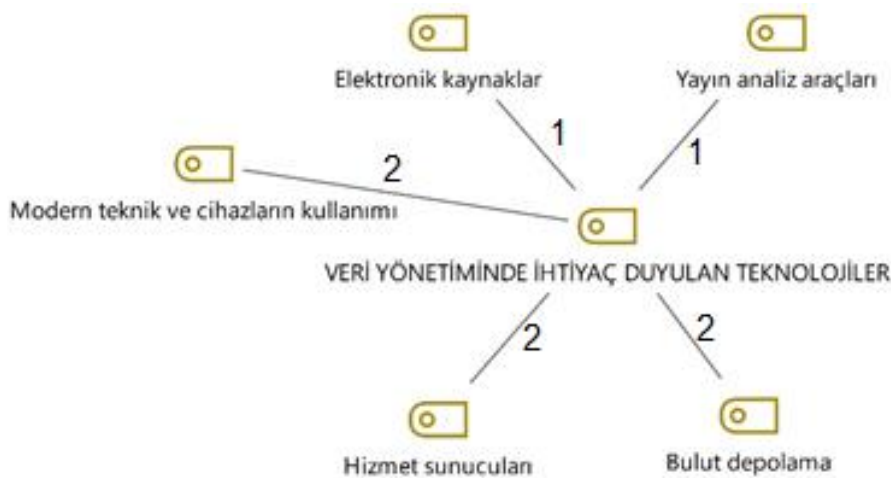 Elektronik kaynaklar
Yayın analiz araçları
1
1
2
Modern teknik ve cihazların kullanımı
VERİ YÖNETİMİNDE İHTİYAÇ DUYULAN TEKNOLOJİLER
2
2
Hizmet sunucuları
Bulut depolama